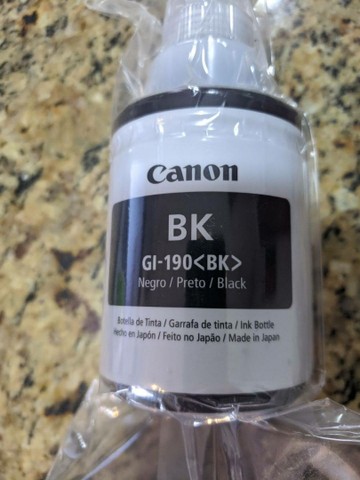 Canon
BK
GI-190<BK>
Negro / Preto / Black
Botella de Tinta / Garrafa de tinta / Ink Bottle
Hecho en Japón / Feito no Japão / Made in Japan